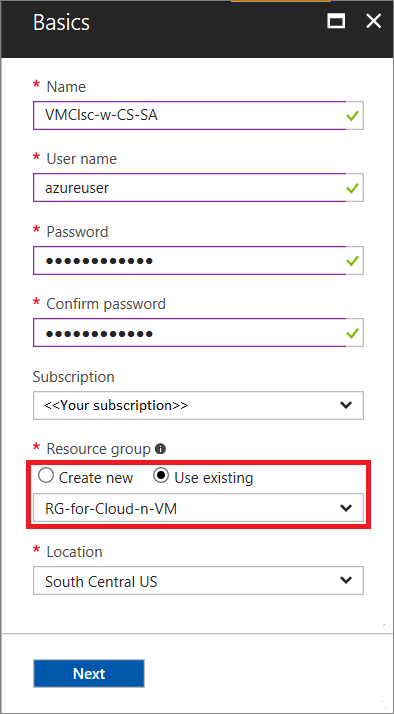 Basics
* Name
VMClsc-w-CS-SA
* User name
azureuser
* Password
●●●●●●●●●●●●
* Confirm password
●●●●●●●●●●●●
Subscription
<<Your subscription>>
* Resource group
Create new Use existing
RG-for-Cloud-n-VM
* Location
South Central US
Next